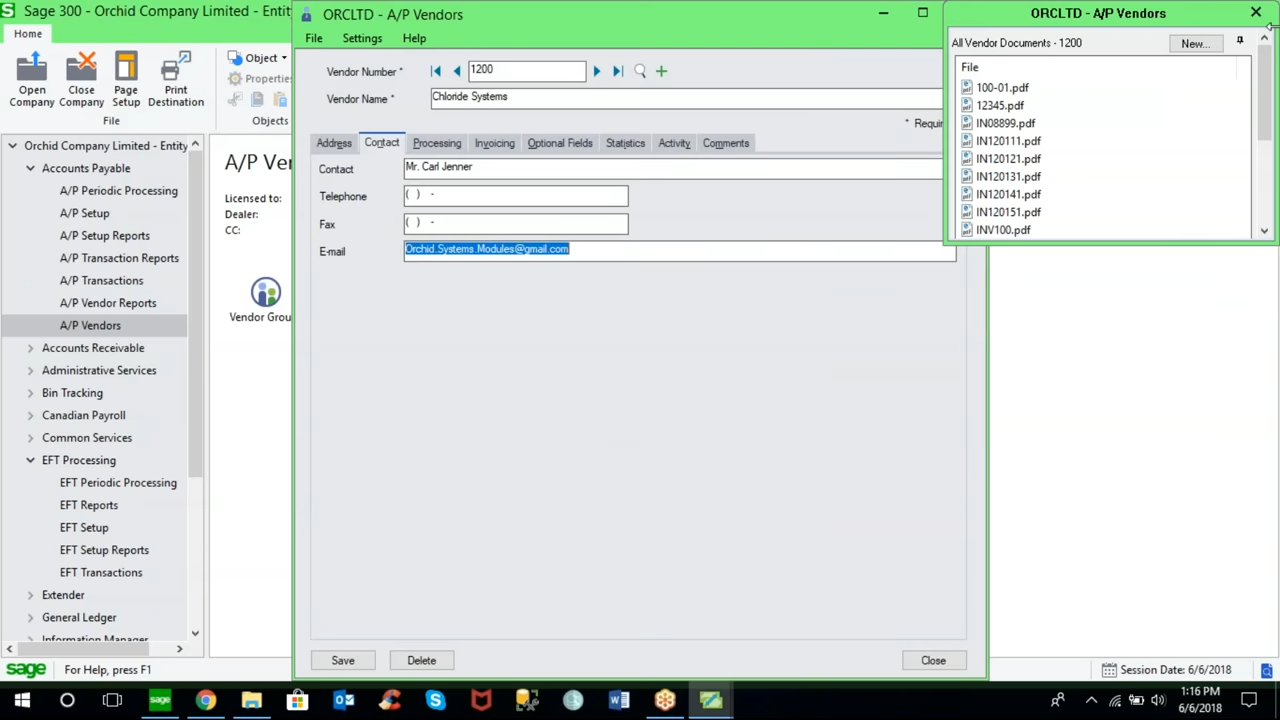 Sage 300 - Orchid Company Limited - Entity
Home
Open Company
Close Company
Page Setup
Print Destination
File
Object
Properties
Objects
Orchid Company Limited - Entity
Accounts Payable
A/P Periodic Processing
A/P Setup
A/P Setup Reports
A/P Transaction Reports
A/P Transactions
A/P Vendor Reports
A/P Vendors
Accounts Receivable
Administrative Services
Bin Tracking
Canadian Payroll
Common Services
EFT Processing
EFT Periodic Processing
EFT Reports
EFT Setup
EFT Setup Reports
EFT Transactions
Extender
General Ledger
Information Manager
A/P Ve
Licensed to:
Dealer:
CC:
Vendor Grou
ORCLTD - A/P Vendors
File Settings Help
Vendor Number * 1200
Vendor Name * Chloride Systems
* Requir
Address Contact Processing Invoicing Optional Fields Statistics Activity Comments
Contact Mr. Carl Jenner
Telephone ( ) -
Fax ( ) -
E-mail Orchid.Systems.Modules@gmail.com
Save Delete Close
ORCLTD - A/P Vendors
All Vendor Documents - 1200 New...
File
100-01.pdf
12345.pdf
IN08899.pdf
IN120111.pdf
IN120121.pdf
IN120131.pdf
IN120141.pdf
IN120151.pdf
INV100.pdf
sage For Help, press F1 Session Date: 6/6/2018
sage
1:16 PM
6/6/2018